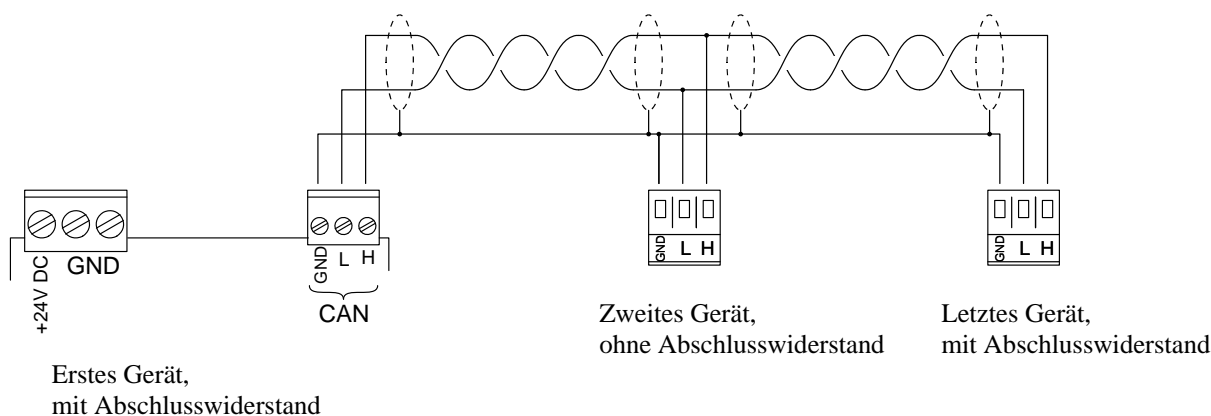 +24V DC
GND
GND
L
H
CAN
GND
L
H
GND
L
H
Zweites Gerät,
ohne Abschlusswiderstand
Letztes Gerät,
mit Abschlusswiderstand
Erstes Gerät,
mit Abschlusswiderstand